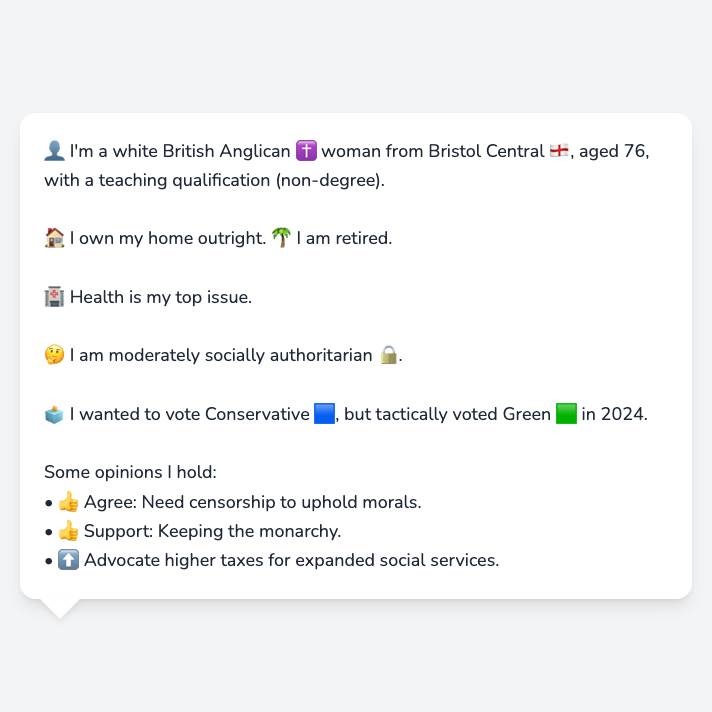 👤 I'm a white British Anglican ✝️ woman from Bristol Central 🏴󠁧󠁢󠁥󠁮󠁧󠁿, aged 76,
with a teaching qualification (non-degree).
🏠 I own my home outright. 🌴 I am retired.
🏥 Health is my top issue.
🤔 I am moderately socially authoritarian 🔒.
🗳️ I wanted to vote Conservative 🟦, but tactically voted Green 🟩 in 2024.
Some opinions I hold:
• 👍 Agree: Need censorship to uphold morals.
• 👍 Support: Keeping the monarchy.
• ⬆️ Advocate higher taxes for expanded social services.